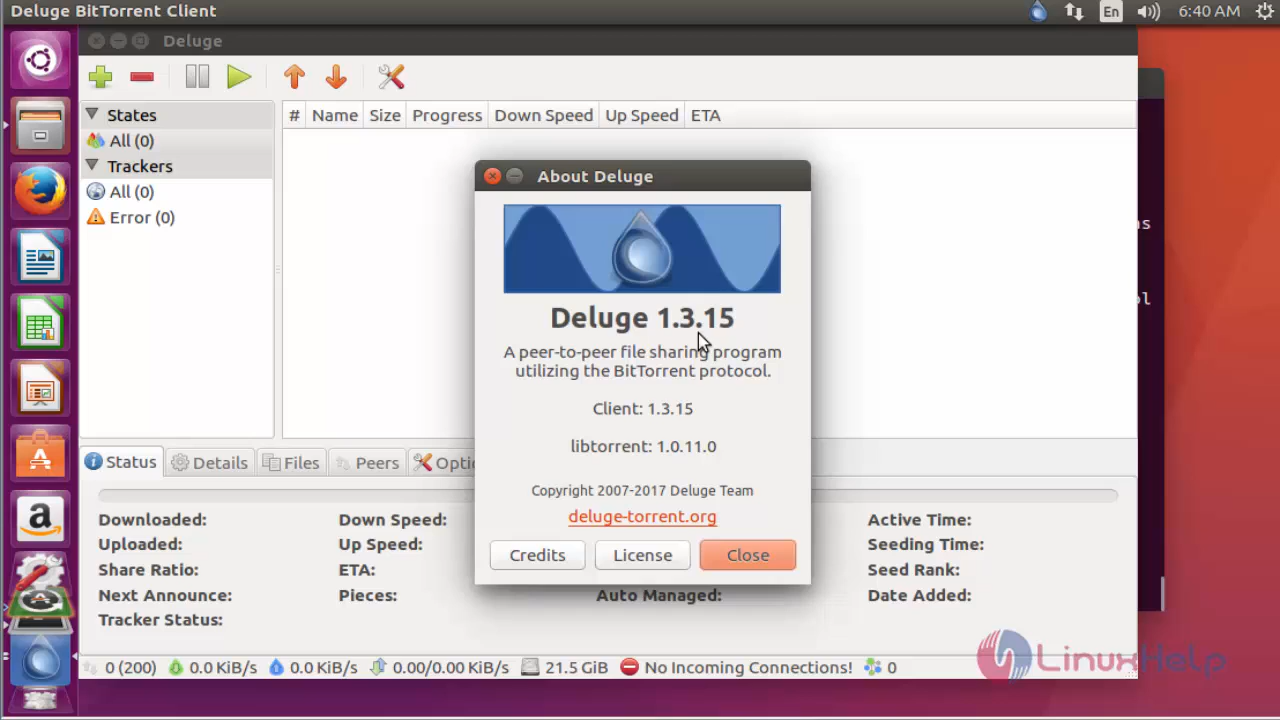 Deluge BitTorrent Client
En
6:40 AM
Deluge
States
All (0)
Trackers
All (0)
Error (0)
# Name Size Progress Down Speed Up Speed ETA
About Deluge
Deluge 1.3.15
A peer-to-peer file sharing program
utilizing the BitTorrent protocol.
Client: 1.3.15
libtorrent: 1.0.11.0
Copyright 2007-2017 Deluge Team
deluge-torrent.org
Credits License Close
Status Details Files Peers Optio
Downloaded: Down Speed: Active Time:
Uploaded: Up Speed: Seeding Time:
Share Ratio: ETA: Seed Rank:
Next Announce: Pieces: Auto Managed: Date Added:
Tracker Status:
0 (200) 0.0 KiB/s 0.0 KiB/s 0.00/0.00 KiB/s 21.5 GiB No Incoming Connections! 0
LinuxHelp